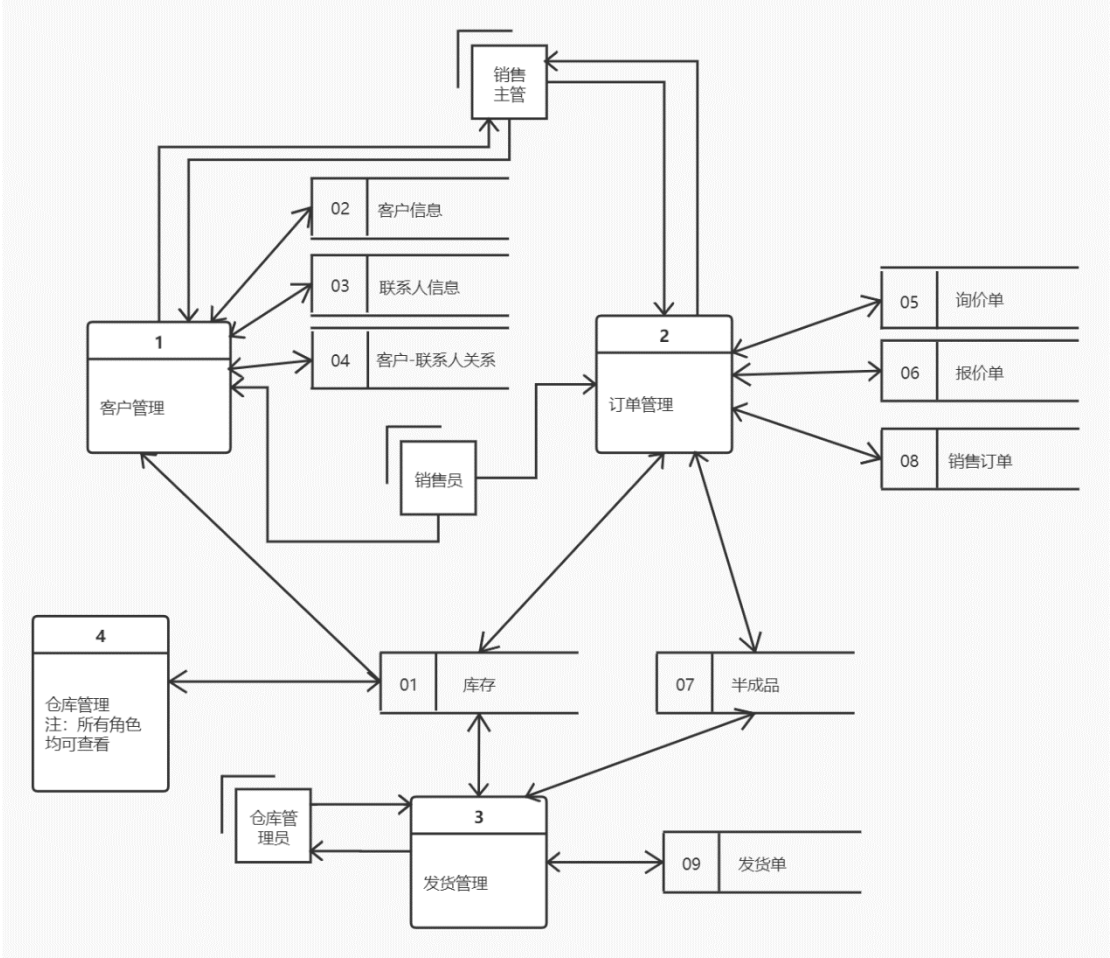 销售
主管
02
客户信息
03
联系人信息
04
客户-联系人关系
1
客户管理
2
订单管理
05
询价单
06
报价单
08
销售订单
销售员
4
仓库管理
注：所有角色
均可查看
01
库存
07
半成品
仓库管
理员
3
发货管理
09
发货单